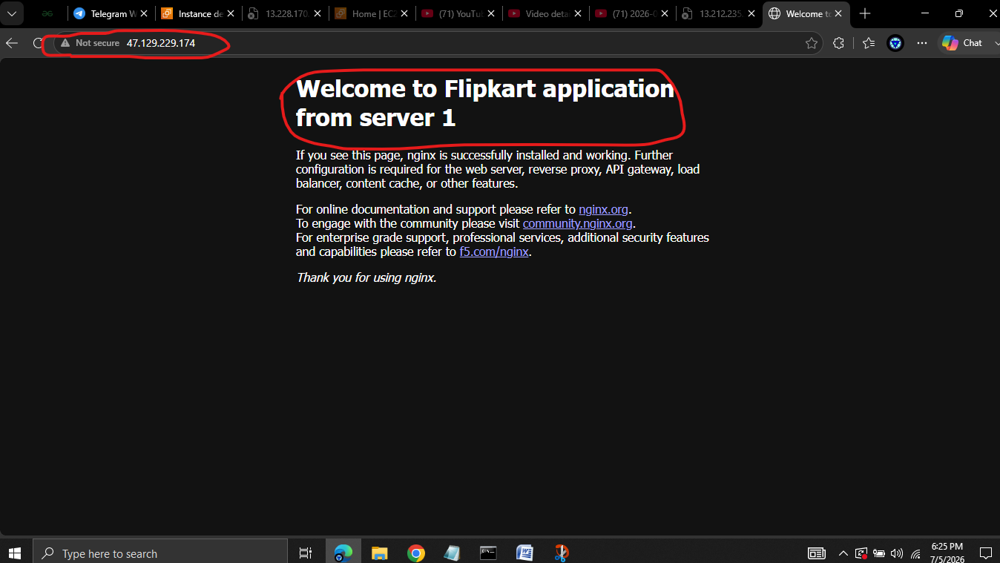 Telegram W
Instance de
13.228.170.
Home | EC2
(71) YouTu
Video detai
(71) 2026-0
13.212.235.
Welcome to
Not secure 47.129.229.174
Chat
Welcome to Flipkart application
from server 1
If you see this page, nginx is successfully installed and working. Further
configuration is required for the web server, reverse proxy, API gateway, load
balancer, content cache, or other features.
For online documentation and support please refer to nginx.org.
To engage with the community please visit community.nginx.org.
For enterprise grade support, professional services, additional security features
and capabilities please refer to f5.com/nginx.
Thank you for using nginx.
Type here to search
6:25 PM
7/5/2026